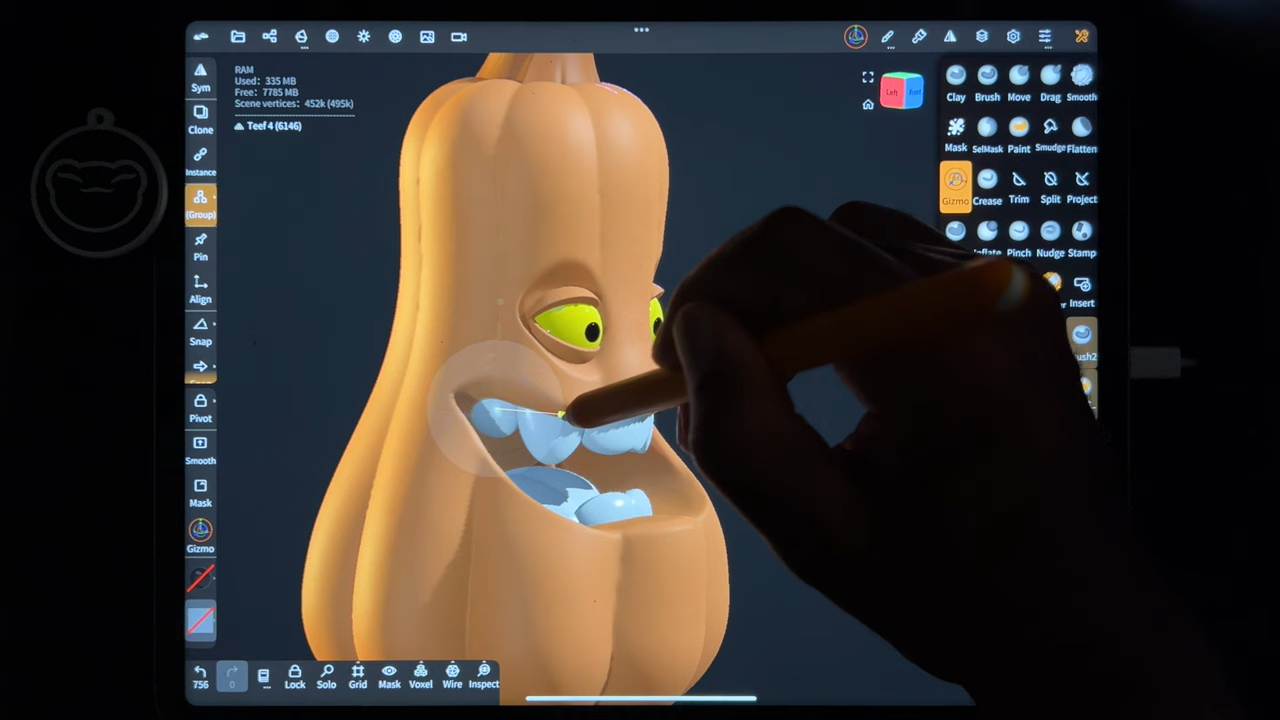 RAM
Used: 335 MB
Free: 7785 MB
Scene vertices: 452k (495k)
Teef 4 (6146)
Left
Front
Sym
Clone
Instance
(Group)
Pin
Align
Snap
Pivot
Smooth
Mask
Gizmo
Clay Brush Move Drag Smooth
Mask SelMask Paint Smudge Flatten
Gizmo Crease Trim Split Project
Inflate Pinch Nudge Stamp
Insert
756 0 Lock Solo Grid Mask Voxel Wire Inspect